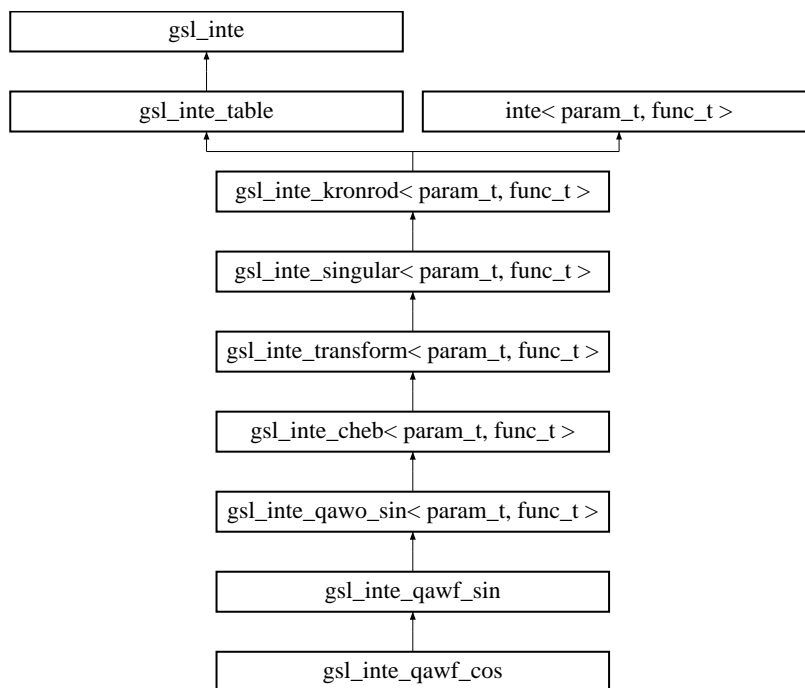 gsl_inte
gsl_inte_table
inte< param_t, func_t >
gsl_inte_kronrod< param_t, func_t >
gsl_inte_singular< param_t, func_t >
gsl_inte_transform< param_t, func_t >
gsl_inte_cheb< param_t, func_t >
gsl_inte_qawo_sin< param_t, func_t >
gsl_inte_qawf_sin
gsl_inte_qawf_cos